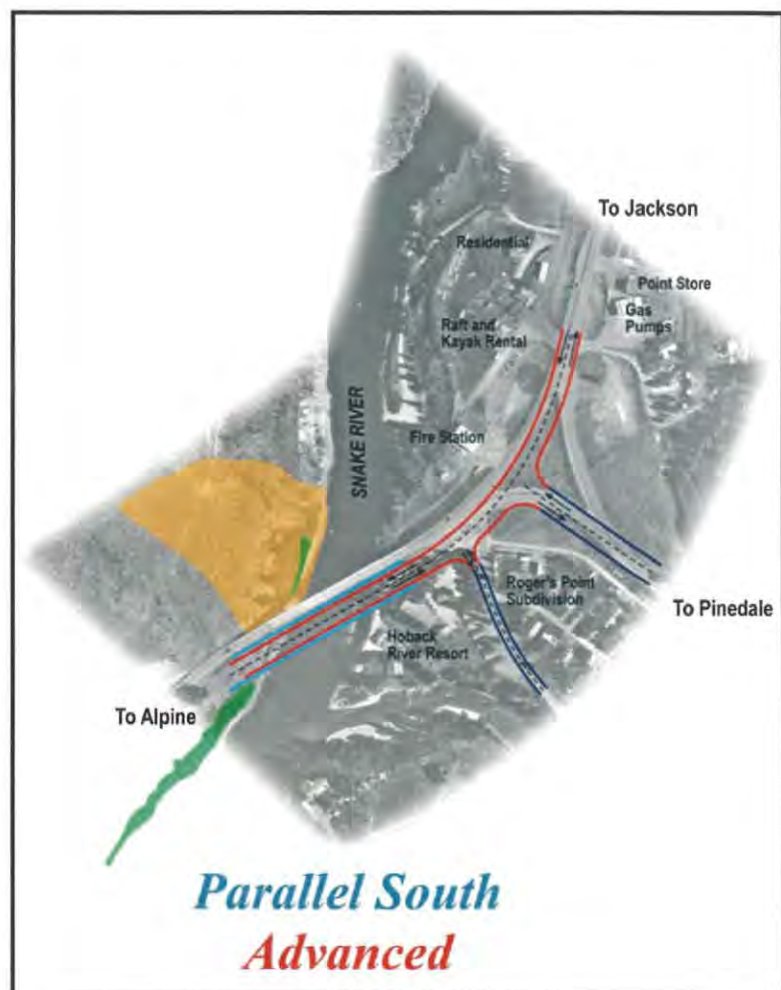 To Jackson
Residential
Point Store
Gas
Pumps
Raft and
Kayak Rental
SNAKE RIVER
Fire Station
Roger's Point
Subdivision
To Pinedale
Hoback
River Resort
To Alpine
Parallel South
Advanced